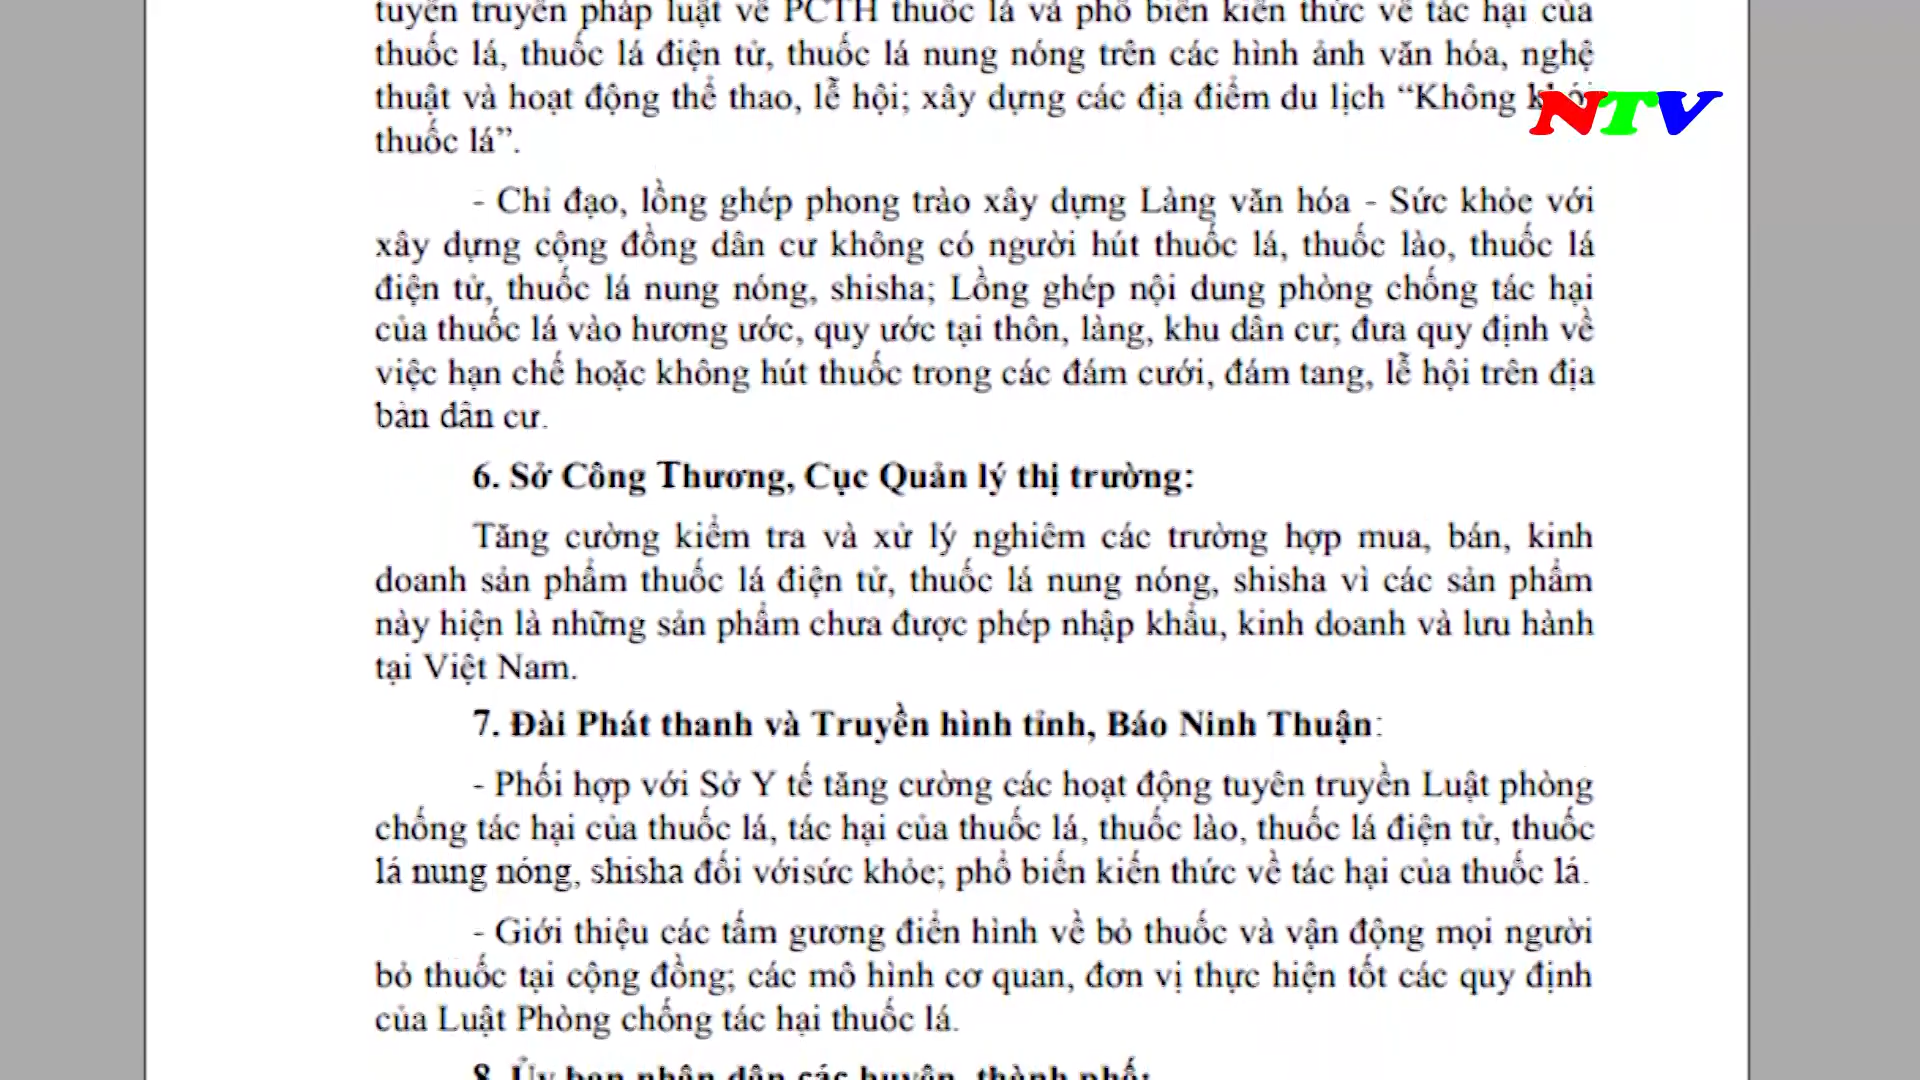 tuyên truyền pháp luật về PCTH thuốc lá và phổ biến kiến thức về tác hại của
thuốc lá, thuốc lá điện tử, thuốc lá nung nóng trên các hình ảnh văn hóa, nghệ
thuật và hoạt động thể thao, lễ hội; xây dựng các địa điểm du lịch “Không khói
NTV
thuốc lá”.
- Chỉ đạo, lồng ghép phong trào xây dựng Làng văn hóa - Sức khỏe với
xây dựng cộng đồng dân cư không có người hút thuốc lá, thuốc lào, thuốc lá
điện tử, thuốc lá nung nóng, shisha; Lồng ghép nội dung phòng chống tác hại
của thuốc lá vào hương ước, quy ước tại thôn, làng, khu dân cư; đưa quy định về
việc hạn chế hoặc không hút thuốc trong các đám cưới, đám tang, lễ hội trên địa
bàn dân cư.
6. Sở Công Thương, Cục Quản lý thị trường:
Tăng cường kiểm tra và xử lý nghiêm các trường hợp mua, bán, kinh
doanh sản phẩm thuốc lá điện tử, thuốc lá nung nóng, shisha vì các sản phẩm
này hiện là những sản phẩm chưa được phép nhập khẩu, kinh doanh và lưu hành
tại Việt Nam.
7. Đài Phát thanh và Truyền hình tỉnh, Báo Ninh Thuận:
- Phối hợp với Sở Y tế tăng cường các hoạt động tuyên truyền Luật phòng
chống tác hại của thuốc lá, tác hại của thuốc lá, thuốc lào, thuốc lá điện tử, thuốc
lá nung nóng, shisha đối vớisức khỏe; phổ biến kiến thức về tác hại của thuốc lá.
- Giới thiệu các tấm gương điển hình về bỏ thuốc và vận động mọi người
bỏ thuốc tại cộng đồng; các mô hình cơ quan, đơn vị thực hiện tốt các quy định
của Luật Phòng chống tác hại thuốc lá.
8. Ủy ban nhân dân các huyện, thành phố: